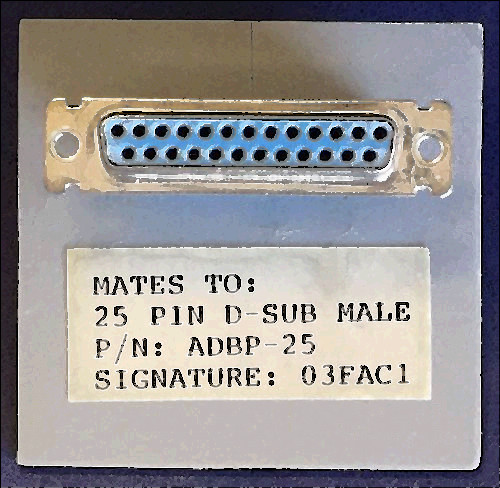 MATES TO:
25 PIN D-SUB MALE
P/N: ADBP-25
SIGNATURE: 03FAC1